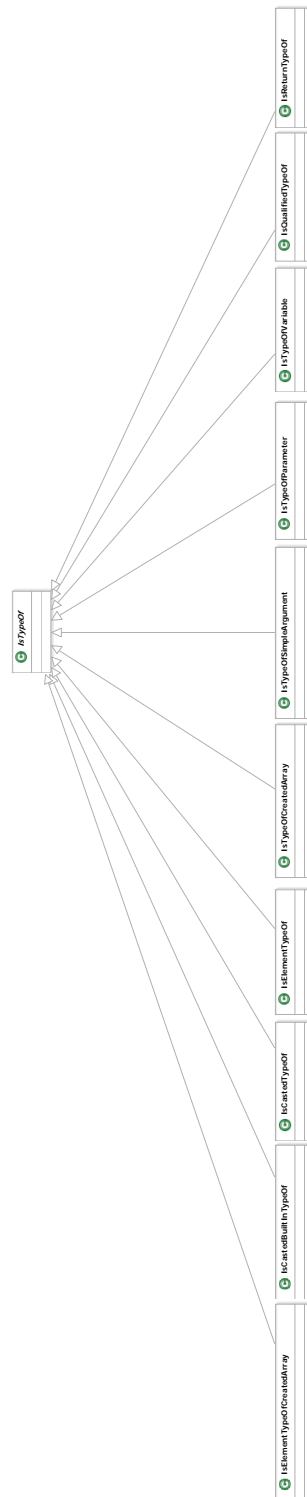 IsTypeOf
IsElementTypeOfCreatedArray
IsCastedBuiltInTypeOf
IsCastedTypeOf
IsElementTypeOf
IsTypeOfCreatedArray
IsTypeOfSimpleArgument
IsTypeOfParameter
IsTypeOfVariable
IsQualifiedTypeOf
IsReturnTypeOf